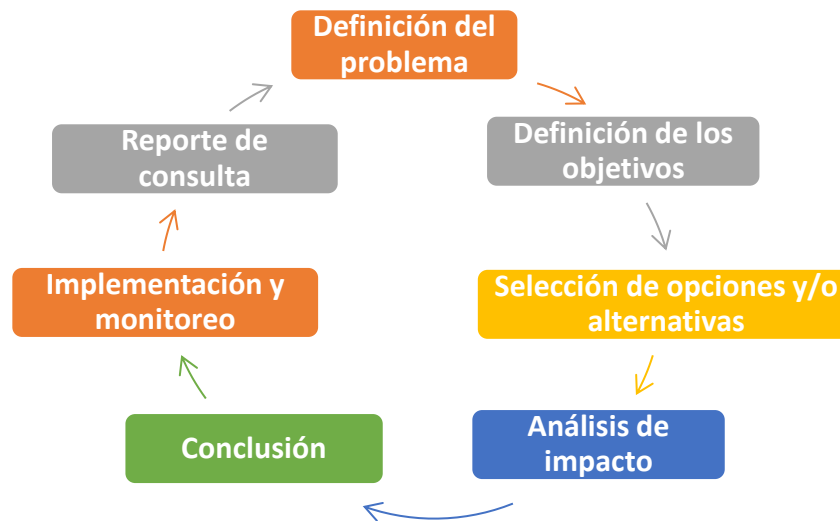 Definición del
problema
Definición de los
objetivos
Selección de opciones y/o
alternativas
Análisis de
impacto
Conclusión
Implementación y
monitoreo
Reporte de
consulta